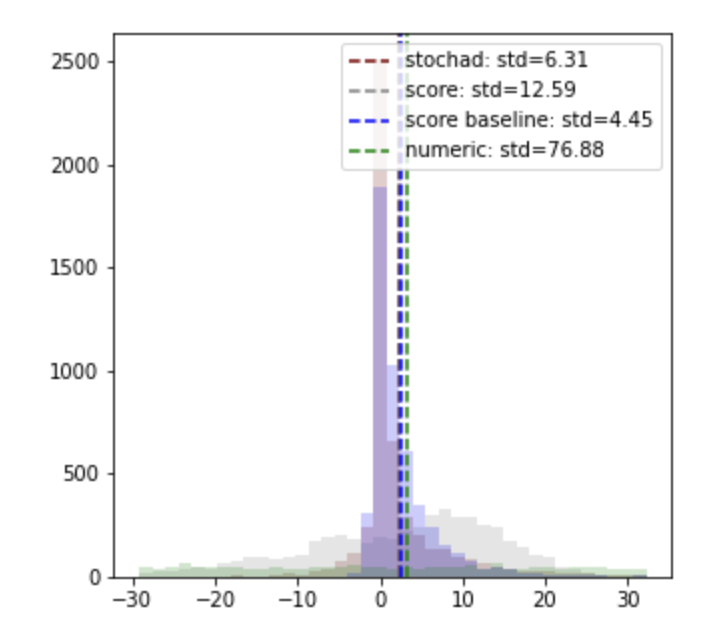 2500
2000
1500
1000
500
0
stochad: std=6.31
score: std=12.59
score baseline: std=4.45
numeric: std=76.88
−30 −20 −10 0 10 20 30